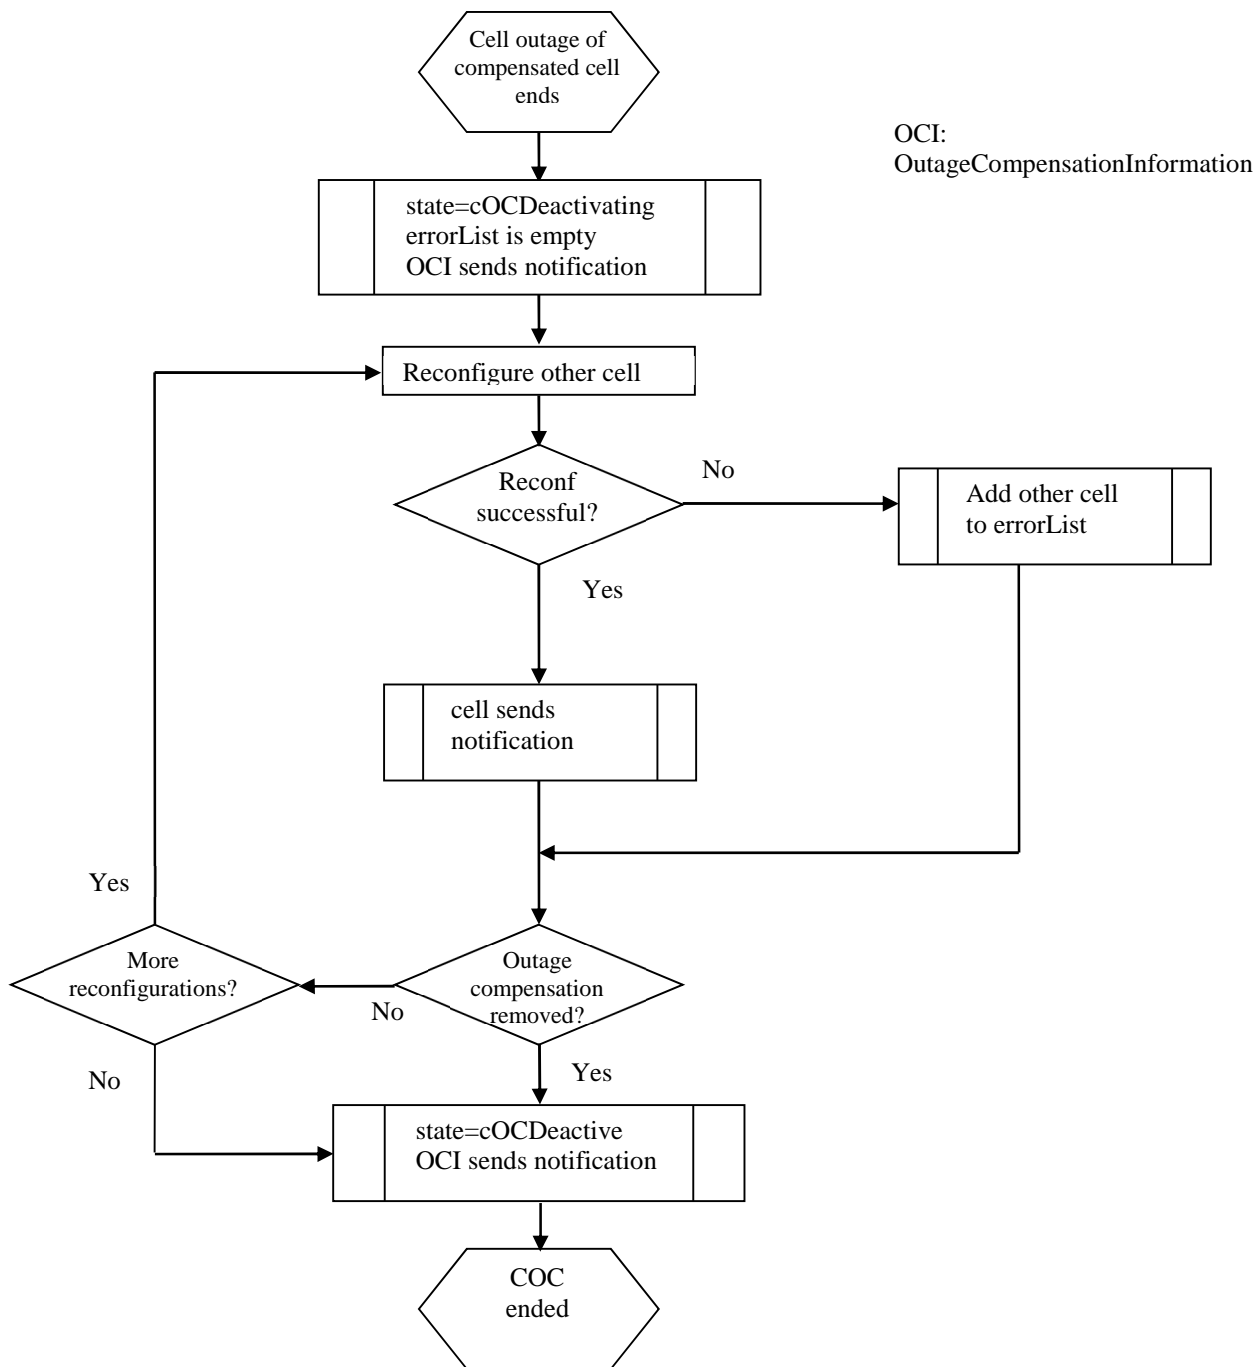 Cell outage of
compensated cell
ends
OCI:
OutageCompensationInformation
state=cOCDeactivating
errorList is empty
OCI sends notification
Reconfigure other cell
Reconf
successful?
No
Add other cell
to errorList
Yes
cell sends
notification
Yes
More
reconfigurations?
No
Outage
compensation
removed?
No
Yes
state=cOCDeactive
OCI sends notification
COC
ended